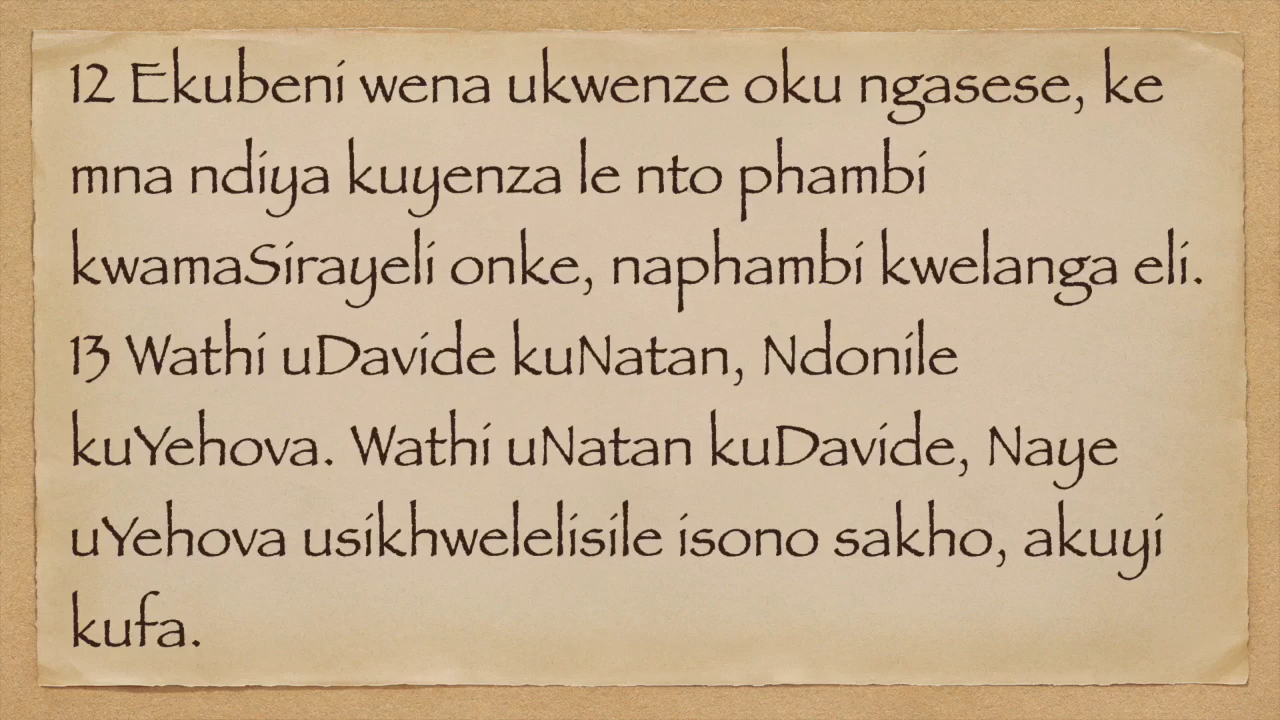 12 Ekubeni wena ukwenze oku ngasese, ke
mna ndiya kuyenza le nto phambi
kwamaSirayeli onke, naphambi kwelanga eli.
13 Wathi uDavide kuNatan, Ndonile
kuYehova. Wathi uNatan kuDavide, Naye
uYehova usikhwelelisile isono sakho, akuyi
kufa.